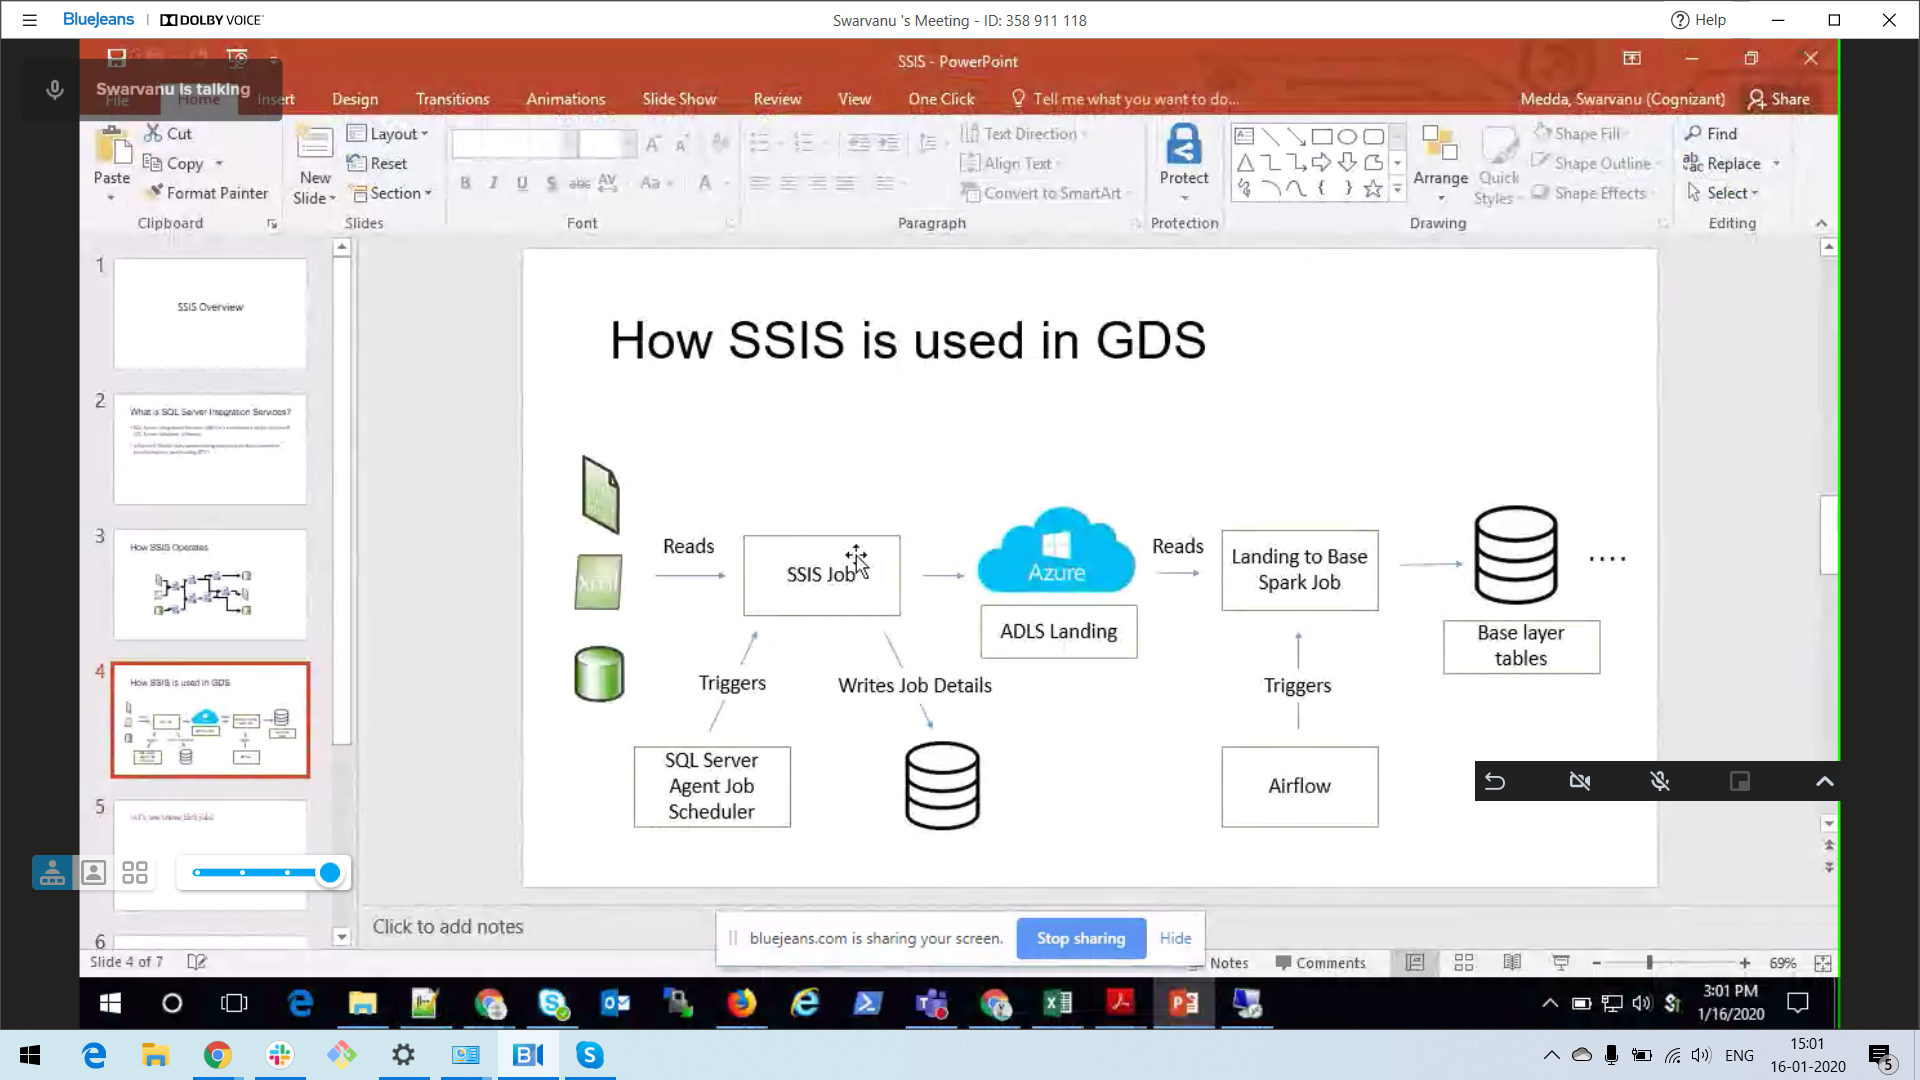 BlueJeans DOLBY VOICE Swarvanu 's Meeting - ID: 358 911 118 Help
SSIS - PowerPoint
Swarvanu is talking
File Home Insert Design Transitions Animations Slide Show Review View One Click Tell me what you want to do... Medda, Swarvanu (Cognizant) Share
Paste
Cut
Copy
Format Painter
Clipboard
New
Slide
Layout
Reset
Section
Slides
Font
Text Direction
Align Text
Convert to SmartArt
Paragraph
Protect
Protection
Arrange
Quick
Styles
Shape Fill
Shape Outline
Shape Effects
Drawing
Find
Replace
Select
Editing
1
SSIS Overview
2
What is SQL Server Integration Services?
3
How SSIS Operates
4
How SSIS is used in GDS
5
6
How SSIS is used in GDS
Xml
Reads
SSIS Job
Azure
ADLS Landing
Reads
Landing to Base
Spark Job
....
Base layer
tables
Triggers
Writes Job Details
Triggers
SQL Server
Agent Job
Scheduler
Airflow
Click to add notes
bluejeans.com is sharing your screen. Stop sharing Hide
Slide 4 of 7 Notes Comments 69%
3:01 PM
1/16/2020
ENG
15:01
16-01-2020
5